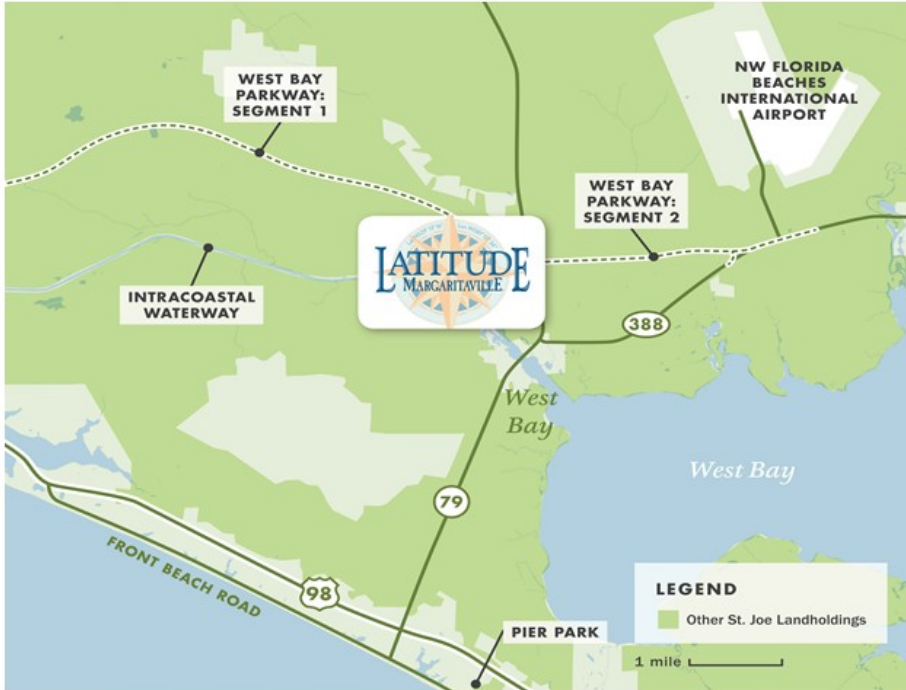 WEST BAY
PARKWAY:
SEGMENT 1
NW FLORIDA
BEACHES
INTERNATIONAL
AIRPORT
WEST BAY
PARKWAY:
SEGMENT 2
LATITUDE
MARGARITAVILLE
INTRACOASTAL
WATERWAY
388
West
Bay
West Bay
79
FRONT BEACH ROAD
98
PIER PARK
LEGEND
Other St. Joe Landholdings
1 mile